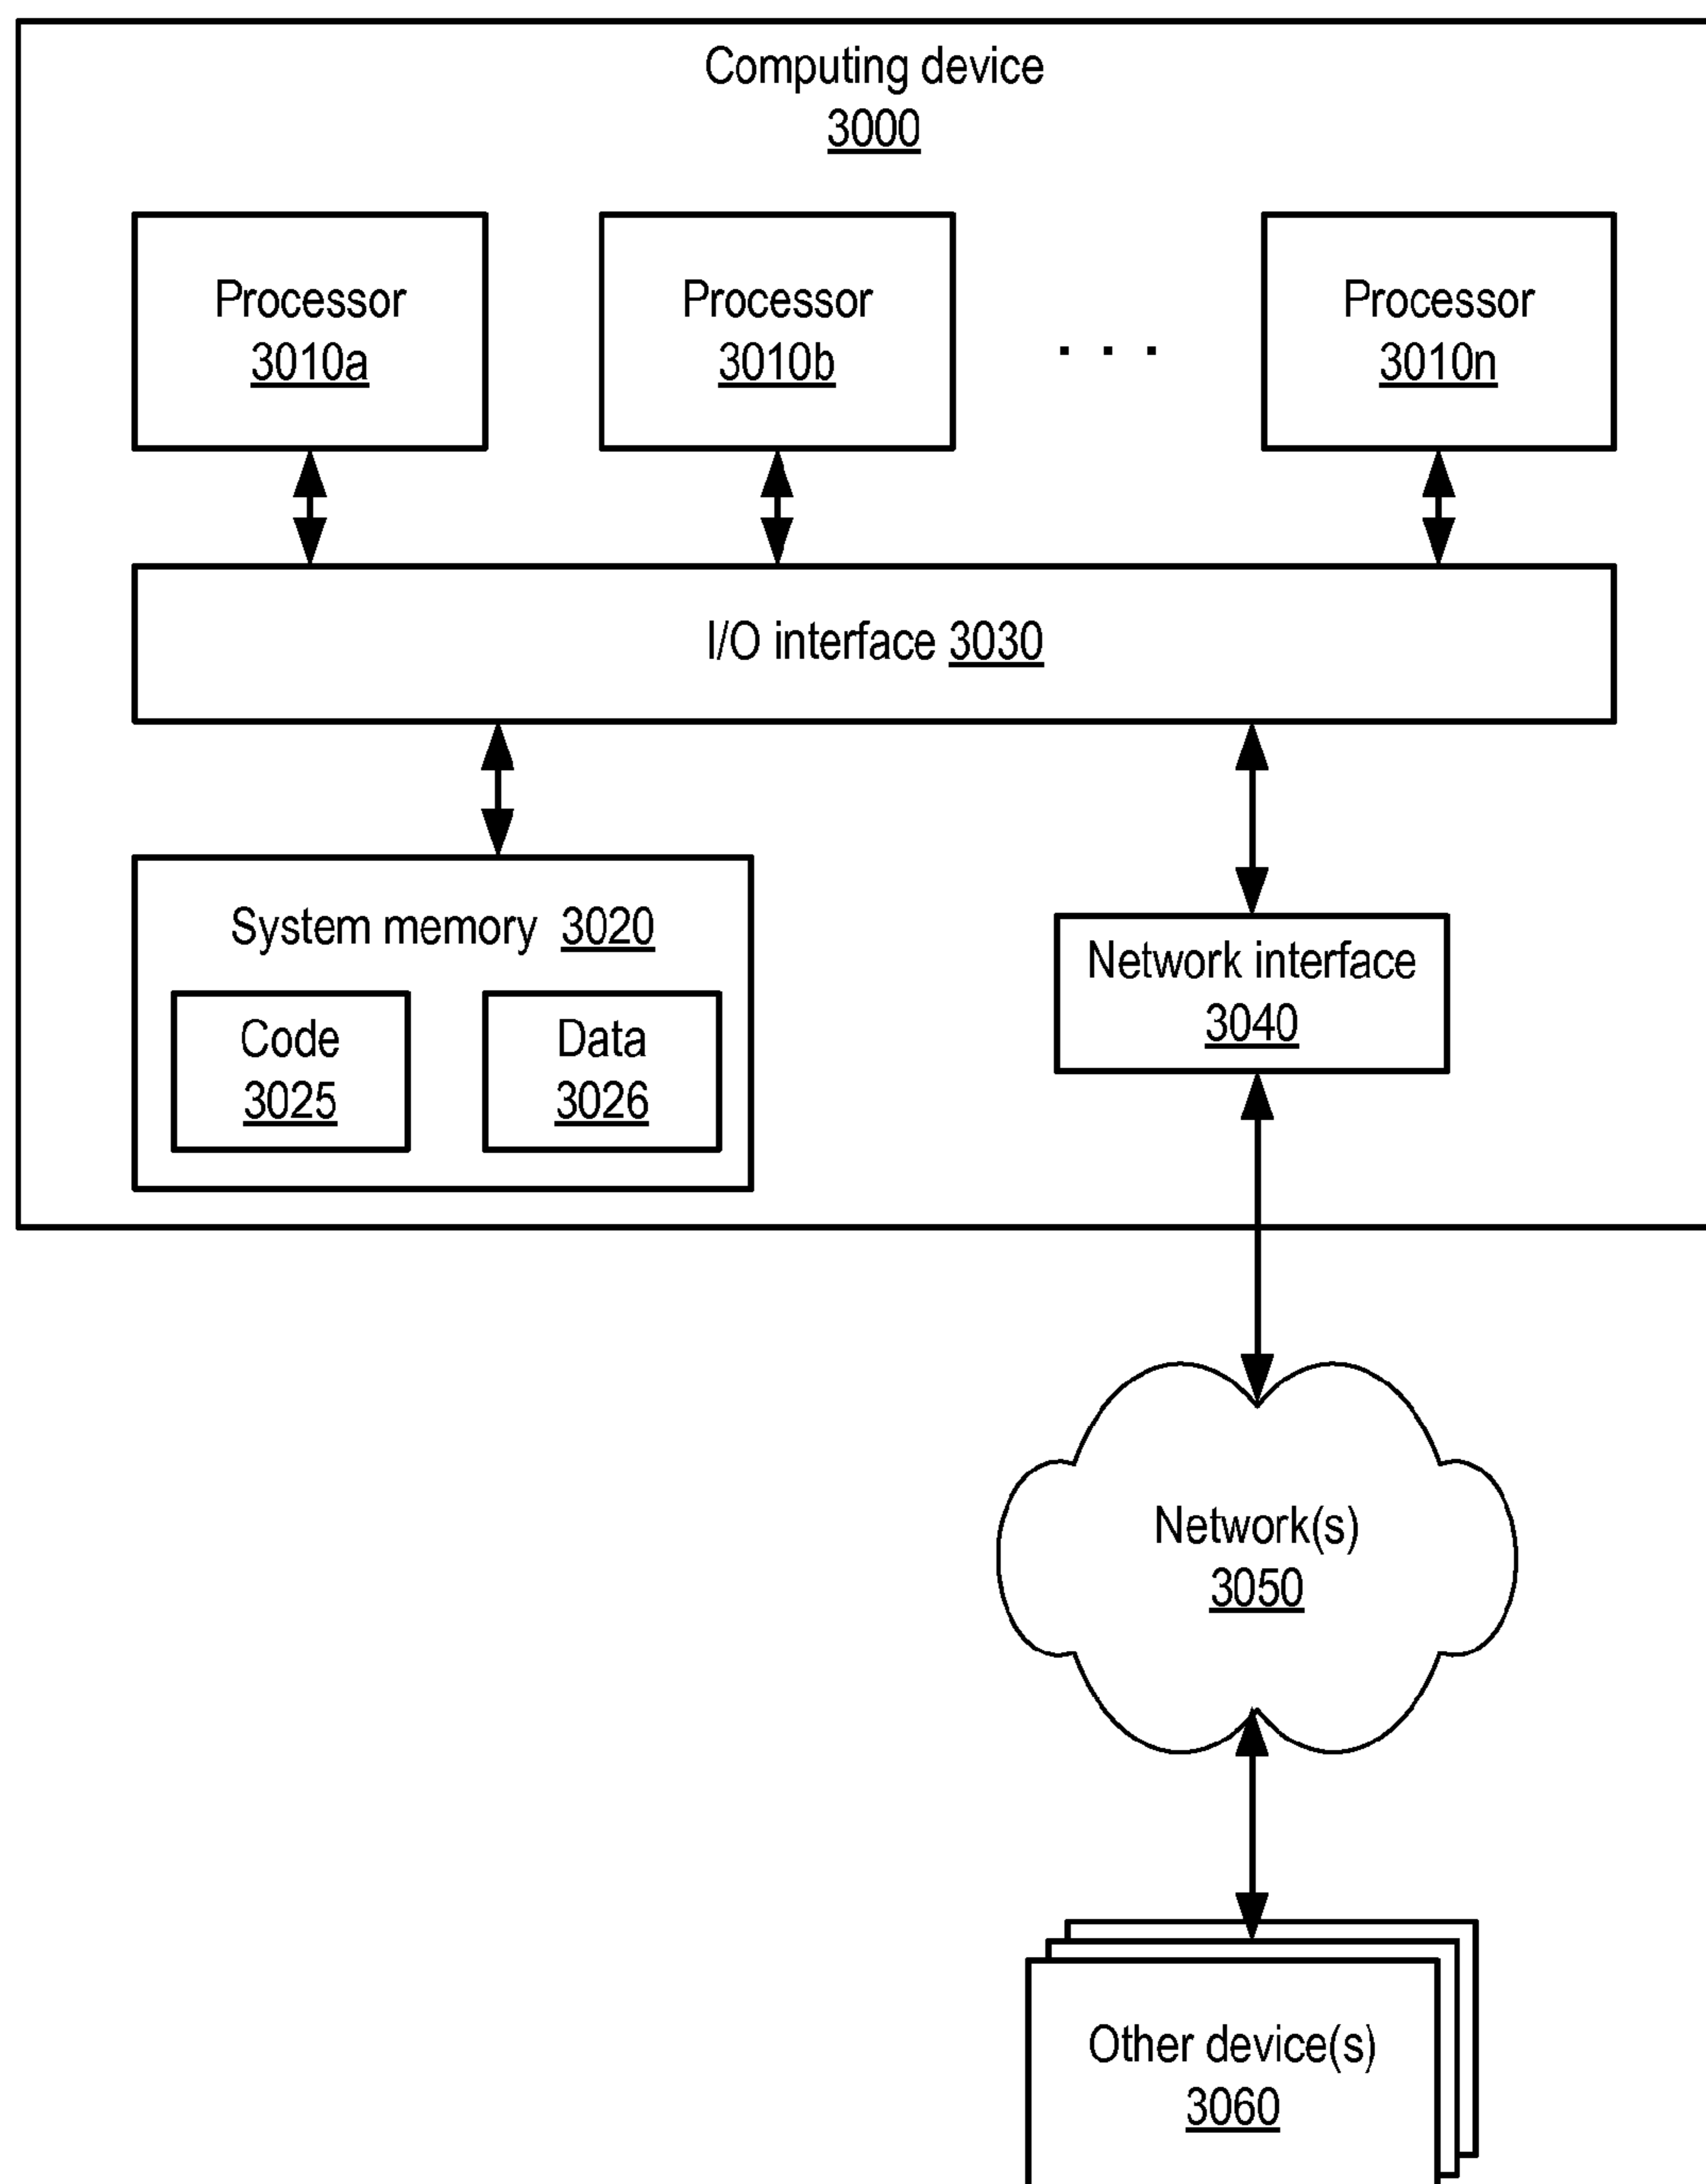 Computing device
3000
Processor
3010a
Processor
3010b
. . .
Processor
3010n
I/O interface 3030
System memory 3020
Code
3025
Data
3026
Network interface
3040
Network(s)
3050
Other device(s)
3060